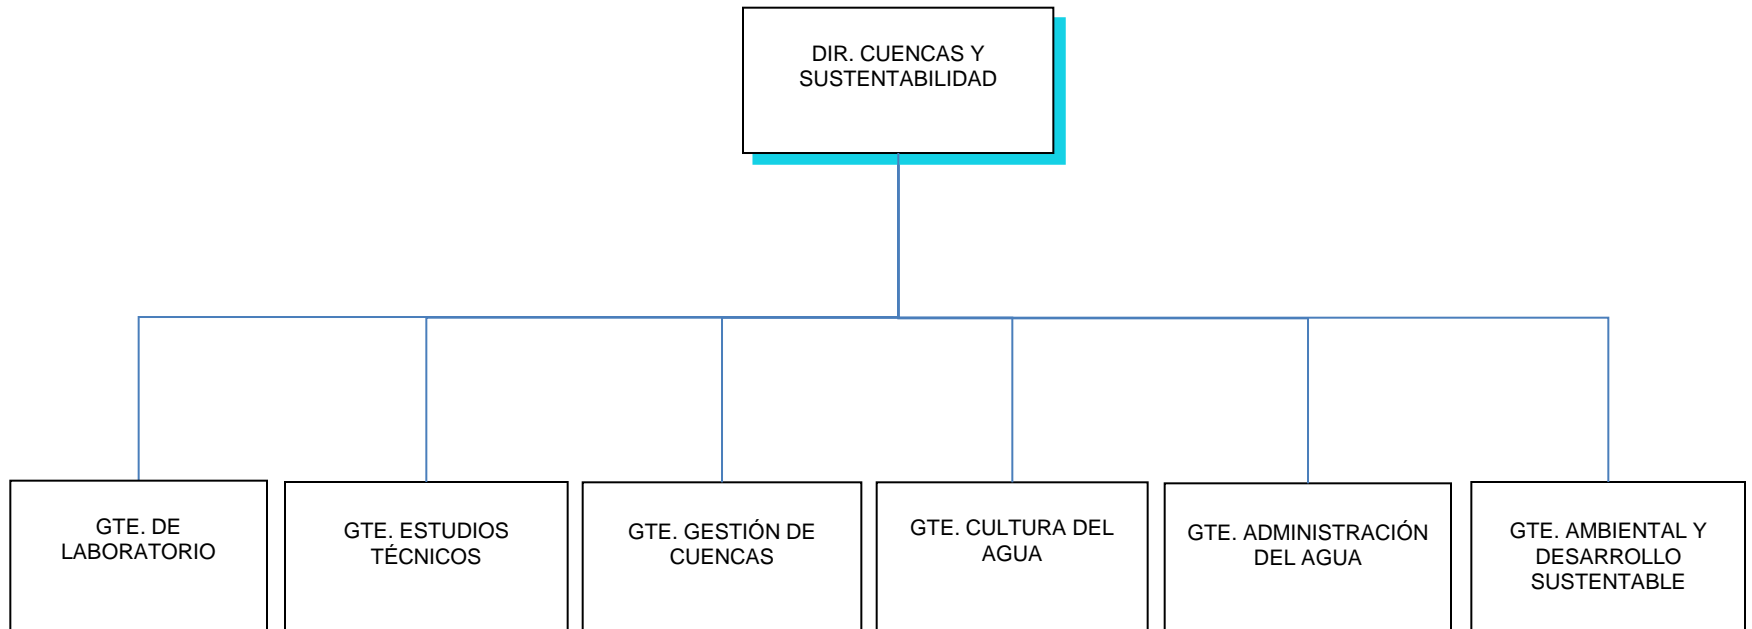 DIR. CUENCAS Y
SUSTENTABILIDAD
GTE. DE
LABORATORIO
GTE. ESTUDIOS
TÉCNICOS
GTE. GESTIÓN DE
CUENCAS
GTE. CULTURA DEL
AGUA
GTE. ADMINISTRACIÓN
DEL AGUA
GTE. AMBIENTAL Y
DESARROLLO
SUSTENTABLE